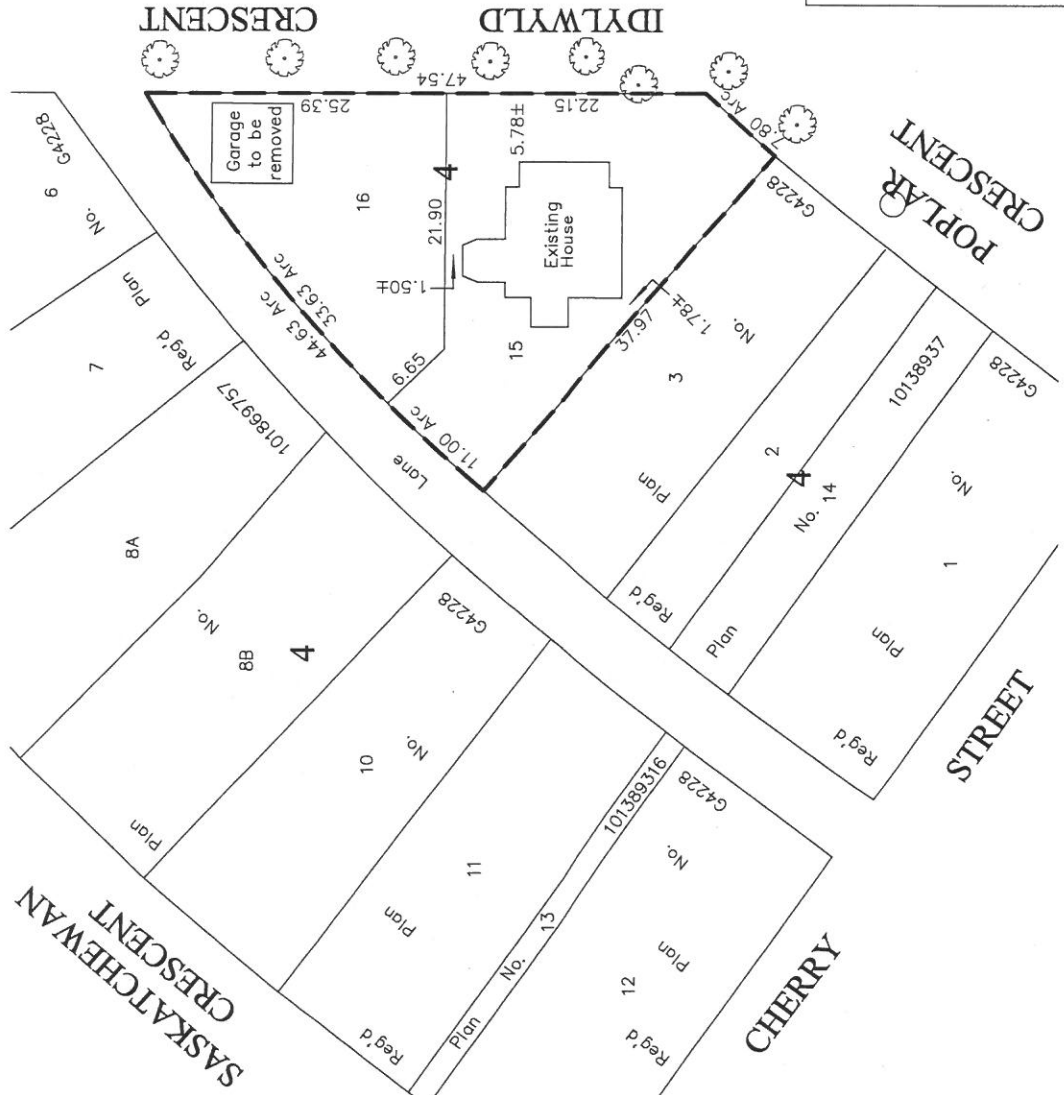 IDYLWYLD
CRESCENT
47.54
25.39
22.15
Garage
to be
removed
5.78±
7.80 Arc
4
16
21.90
1.50±
Existing
House
15
44.63 Arc
33.63 Arc
6.65
11.00 Arc
37.97
1.78±
POPLAR
CRESCENT
G4228
No.
6
Plan
Reg'd
7
101869757
8A
No.
8B
4
Plan
Lane
G4228
No.
3
Plan
2
Reg'd
10138937
4
No. 14
Plan
G4228
No.
1
Plan
Reg'd
G4228
10
No.
11
Plan
Reg'd
101389316
13
No.
Plan
G4228
No.
12
Plan
Reg'd
SASKATCHEWAN
CRESCENT
CHERRY
STREET